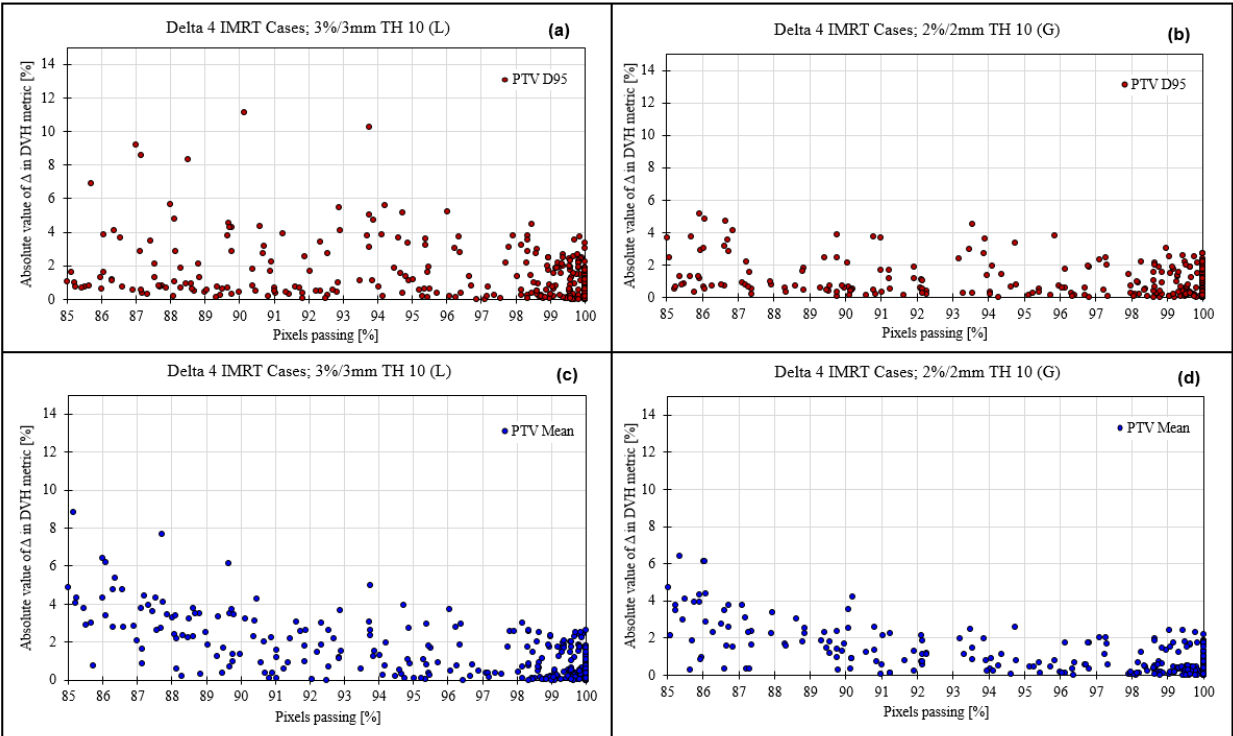 Delta 4 IMRT Cases; 3%/3mm TH 10 (L)
(a)
Absolute value of Δ in DVH metric [%]
14
12
10
8
6
4
2
0
PTV D95
85 86 87 88 89 90 91 92 93 94 95 96 97 98 99 100
Pixels passing [%]
Delta 4 IMRT Cases; 2%/2mm TH 10 (G)
(b)
Absolute value of Δ in DVH metric [%]
14
12
10
8
6
4
2
0
PTV D95
85 86 87 88 89 90 91 92 93 94 95 96 97 98 99 100
Pixels passing [%]
Delta 4 IMRT Cases; 3%/3mm TH 10 (L)
(c)
Absolute value of Δ in DVH metric [%]
14
12
10
8
6
4
2
0
PTV Mean
85 86 87 88 89 90 91 92 93 94 95 96 97 98 99 100
Pixels passing [%]
Delta 4 IMRT Cases; 2%/2mm TH 10 (G)
(d)
Absolute value of Δ in DVH metric [%]
14
12
10
8
6
4
2
0
PTV Mean
85 86 87 88 89 90 91 92 93 94 95 96 97 98 99 100
Pixels passing [%]